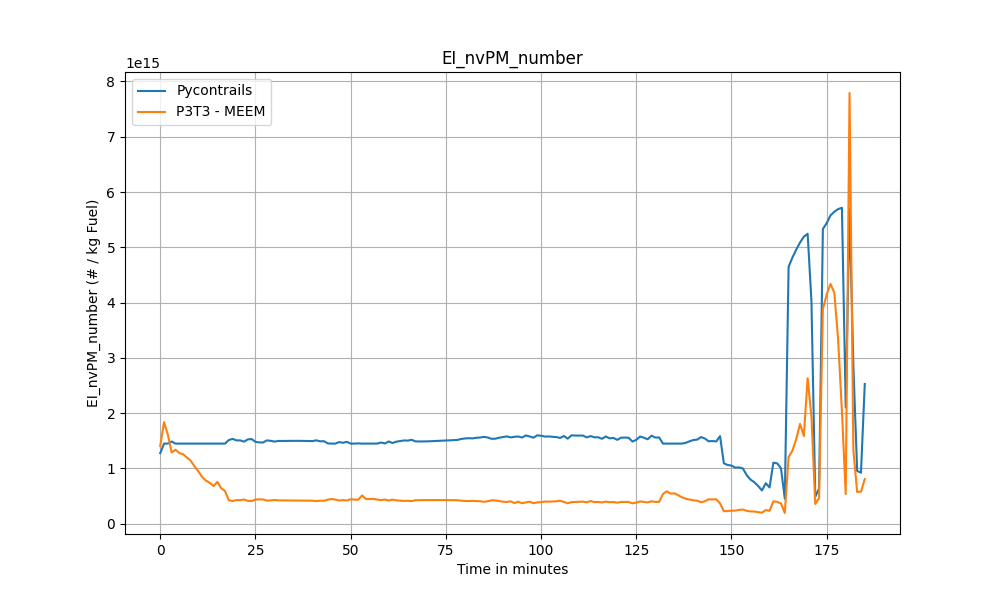 EI_nvPM_number
1e15
Pycontrails
P3T3 - MEEM
EI_nvPM_number (# / kg Fuel)
8
7
6
5
4
3
2
1
0
0 25 50 75 100 125 150 175
Time in minutes